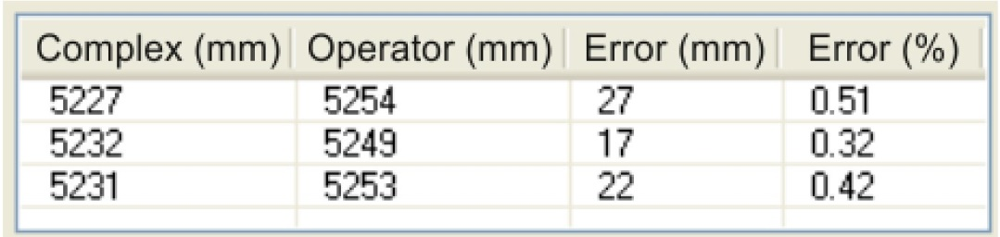 Complex (mm) Operator (mm) Error (mm) Error (%)
5227 5254 27 0.51
5232 5249 17 0.32
5231 5253 22 0.42